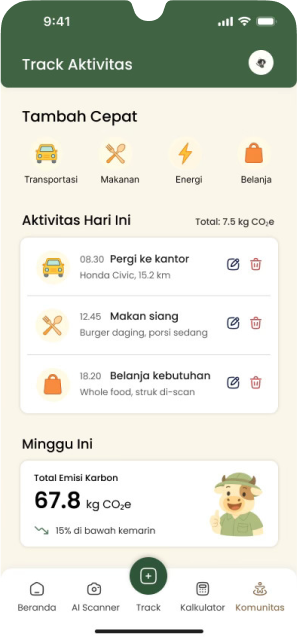 9:41
Track Aktivitas
Tambah Cepat
Transportasi Makanan Energi Belanja
Aktivitas Hari Ini Total: 7.5 kg CO₂e
08.30 Pergi ke kantor
Honda Civic, 15.2 km
12.45 Makan siang
Burger daging, porsi sedang
18.20 Belanja kebutuhan
Whole food, struk di-scan
Minggu Ini
Total Emisi Karbon
67.8 kg CO₂e
15% di bawah kemarin
Beranda AI Scanner Track Kalkulator Komunitas